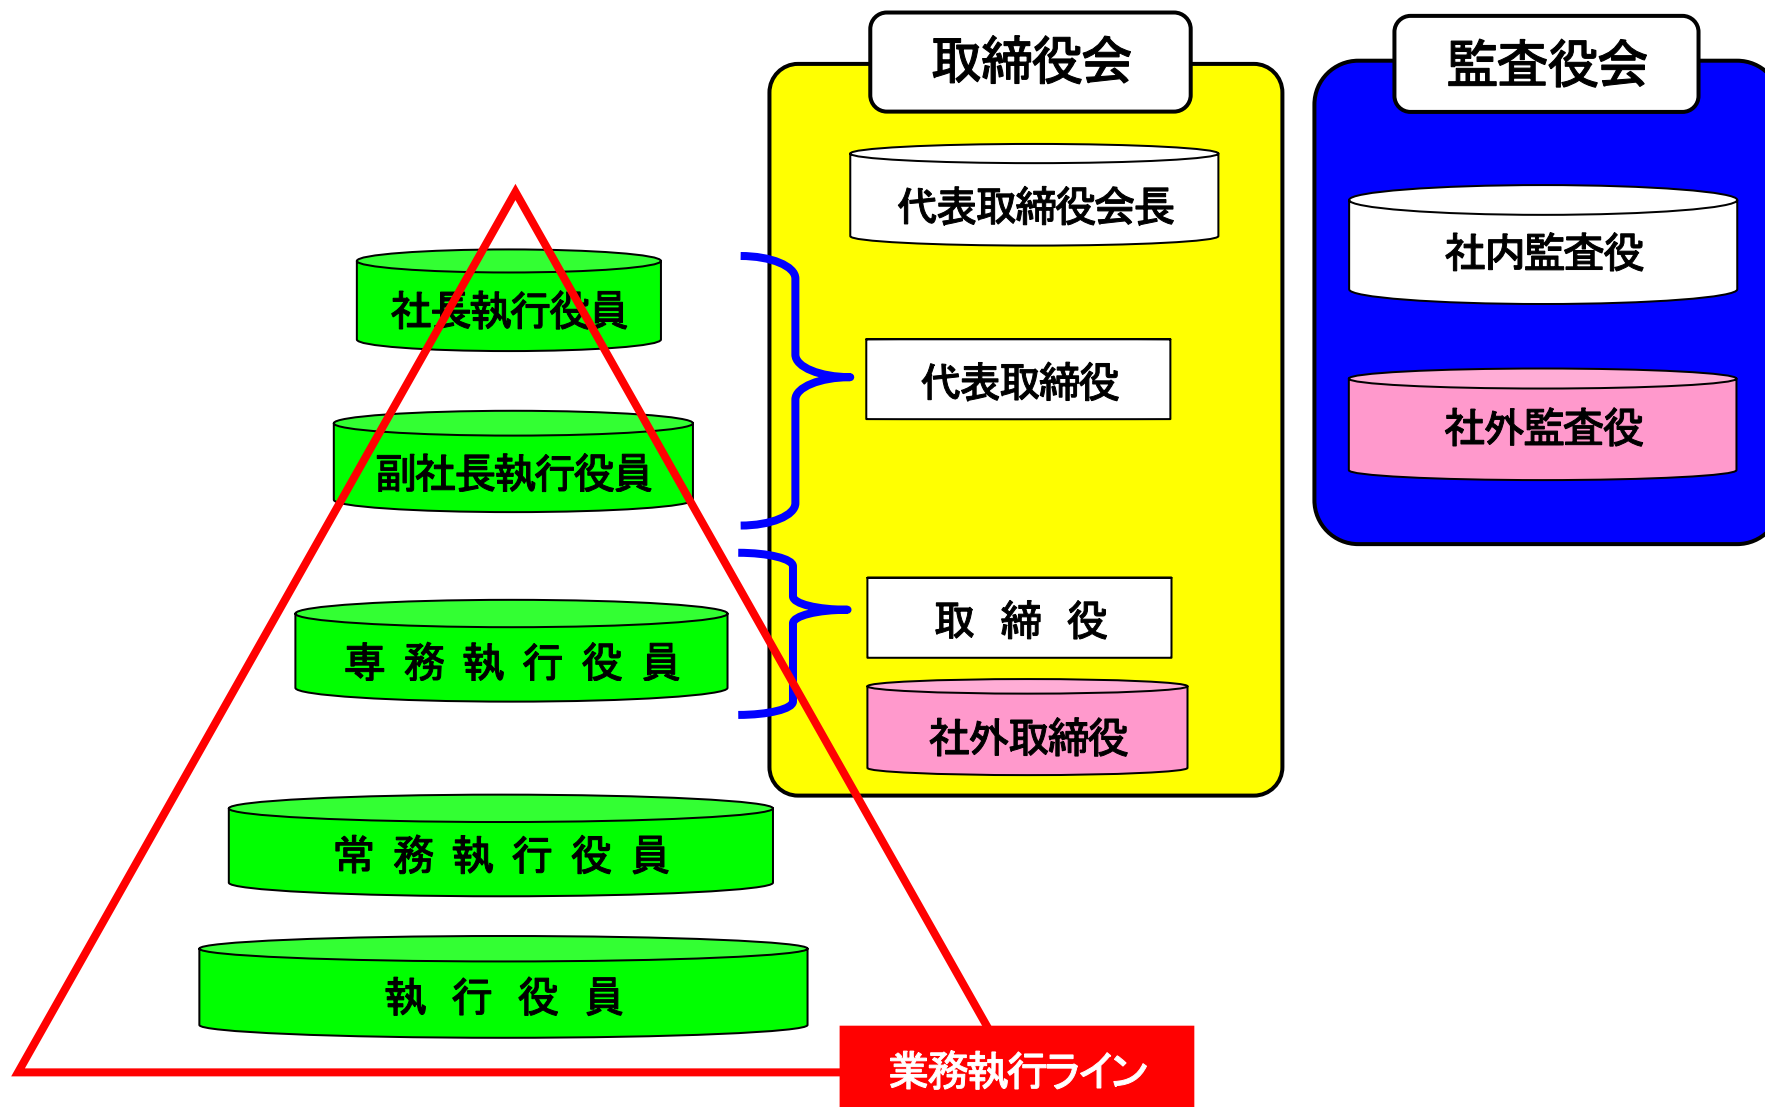 取締役会
代表取締役会長
代表取締役
取 締 役
社外取締役
監査役会
社内監査役
社外監査役
社長執行役員
副社長執行役員
専 務 執 行 役 員
常 務 執 行 役 員
執 行 役 員
業務執行ライン